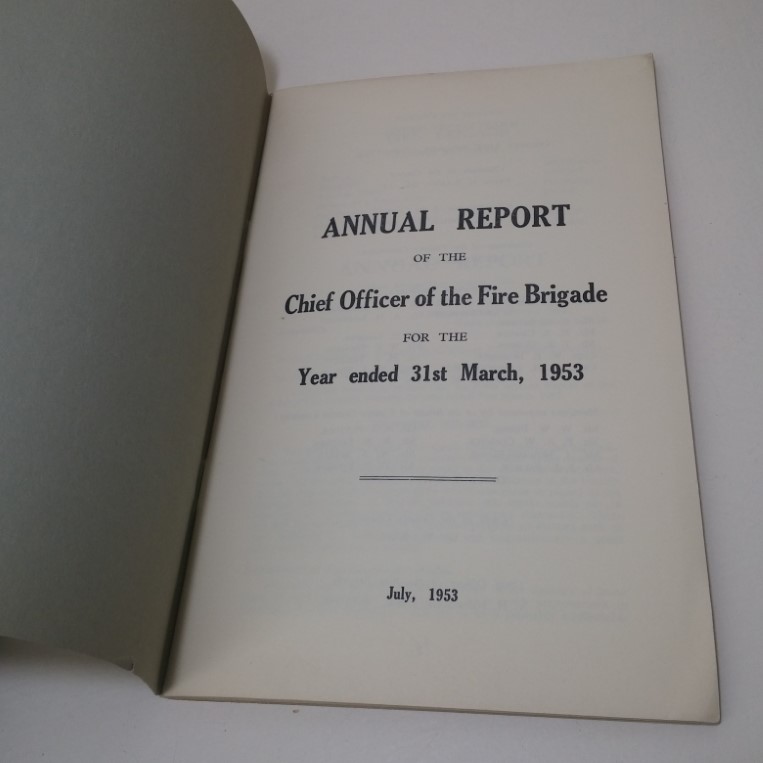 ANNUAL REPORT
OF THE
Chief Officer of the Fire Brigade
FOR THE
Year ended 31st March, 1953
July, 1953